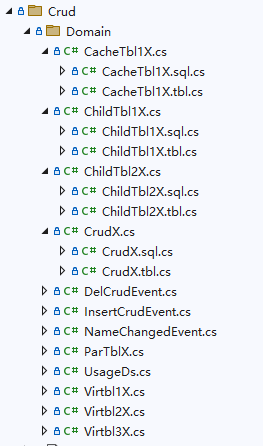 Crud
Domain
C# CacheTbl1X.cs
C# CacheTbl1X.sql.cs
C# CacheTbl1X.tbl.cs
C# ChildTbl1X.cs
C# ChildTbl1X.sql.cs
C# ChildTbl1X.tbl.cs
C# ChildTbl2X.cs
C# ChildTbl2X.sql.cs
C# ChildTbl2X.tbl.cs
C# CrudX.cs
C# CrudX.sql.cs
C# CrudX.tbl.cs
C# DelCrudEvent.cs
C# InsertCrudEvent.cs
C# NameChangedEvent.cs
C# ParTblX.cs
C# UsageDs.cs
C# Virtbl1X.cs
C# Virtbl2X.cs
C# Virtbl3X.cs